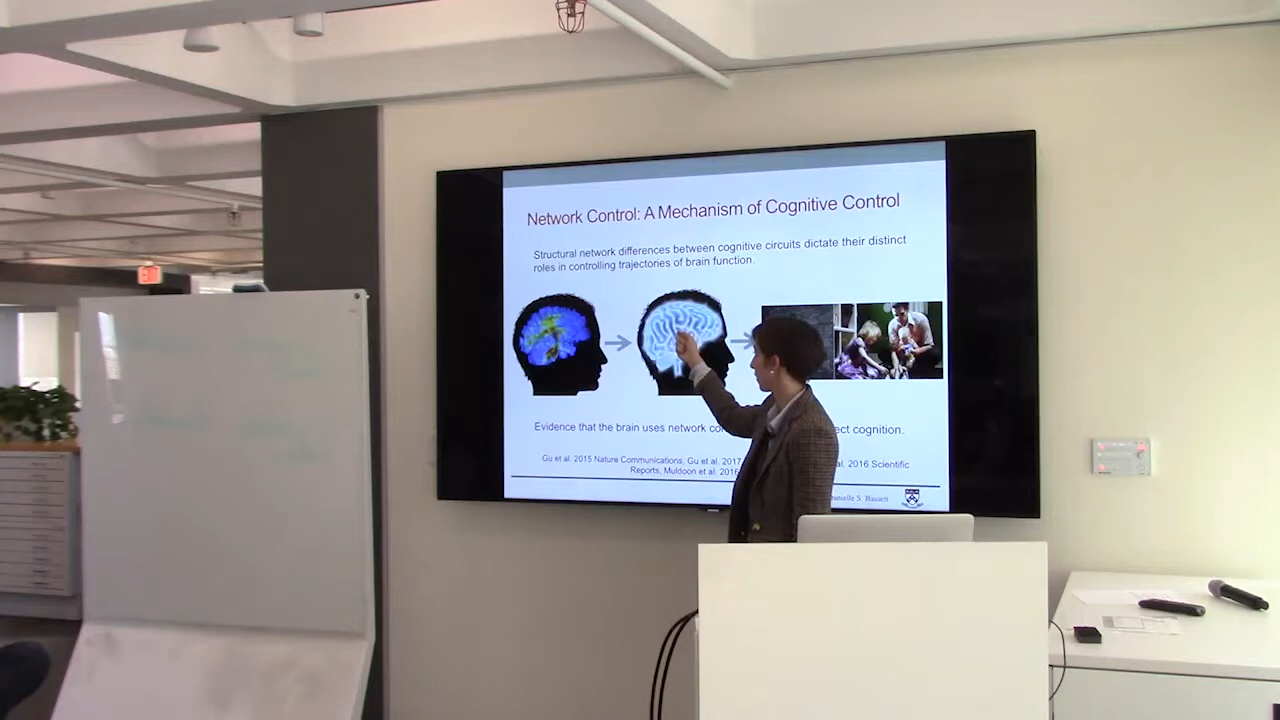 Network Control: A Mechanism of Cognitive Control
Structural network differences between cognitive circuits dictate their distinct
roles in controlling trajectories of brain function.
Evidence that the brain uses network ect cognition.
Gu et al. 2015 Nature Communications, Gu et al. 2017 al. 2016 Scientific
Reports, Muldoon et al. 2016
Danielle S. Bassett